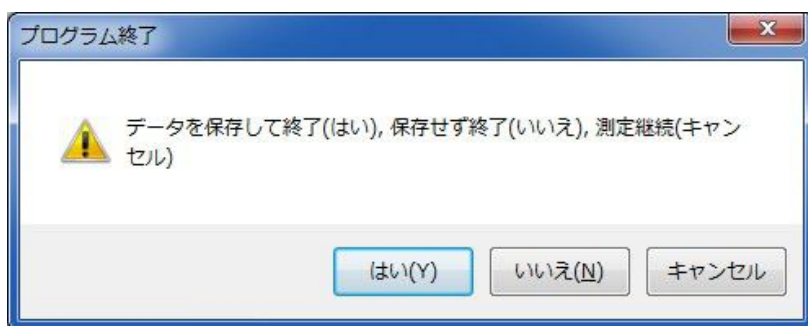 プログラム終了
データを保存して終了(はい), 保存せず終了(いいえ), 測定継続(キャン
セル)
はい(Y)
いいえ(N)
キャンセル